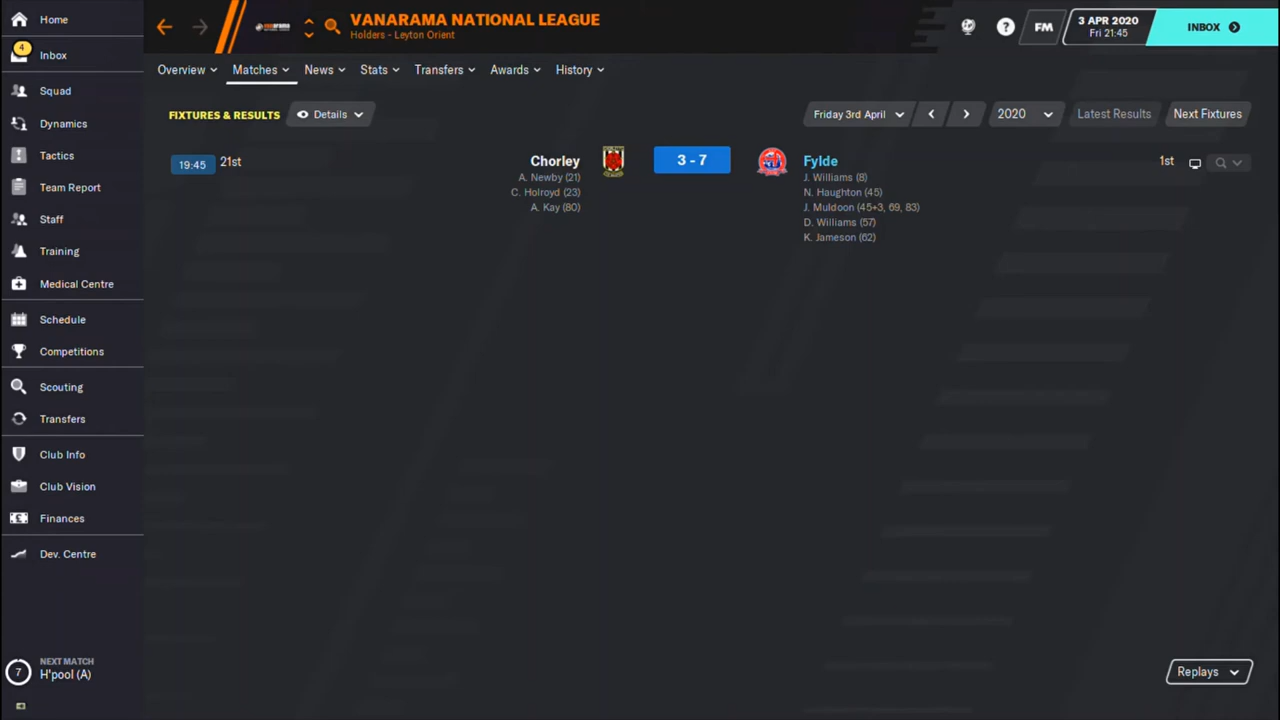 Home
4
Inbox
Squad
Dynamics
Tactics
Team Report
Staff
Training
Medical Centre
Schedule
Competitions
Scouting
Transfers
Club Info
Club Vision
Finances
Dev. Centre
7
NEXT MATCH
H'pool (A)
VANARAMA NATIONAL LEAGUE
Holders - Leyton Orient
?
FM
3 APR 2020
Fri 21:45
INBOX
Overview
Matches
News
Stats
Transfers
Awards
History
FIXTURES & RESULTS
Details
Friday 3rd April
2020
Latest Results
Next Fixtures
19:45 21st
Chorley
3 - 7
Fylde
1st
A. Newby (21)
C. Holroyd (23)
A. Kay (80)
J. Williams (8)
N. Haughton (45)
J. Muldoon (45+3, 69, 83)
D. Williams (57)
K. Jameson (62)
Replays